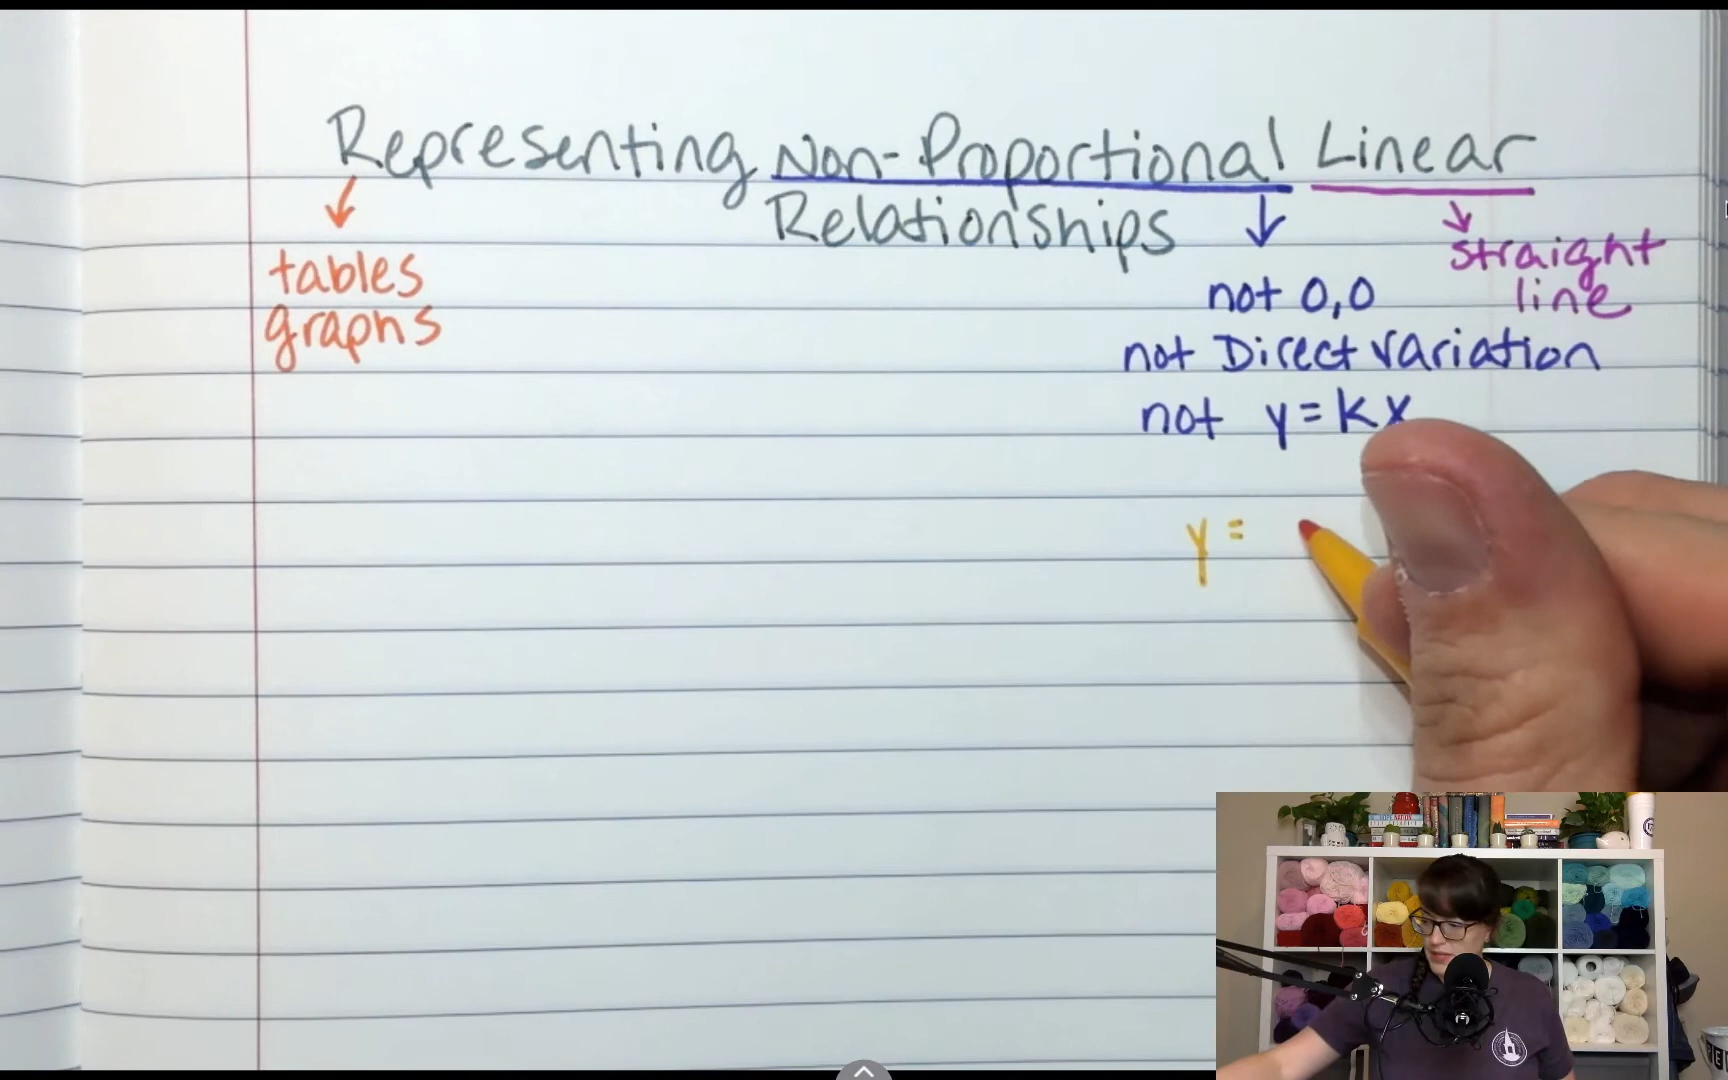 Representing Non-Proportional Linear
Relationships
tables
graphs
not 0,0
not Direct variation
not y = kx
straight
line
y =